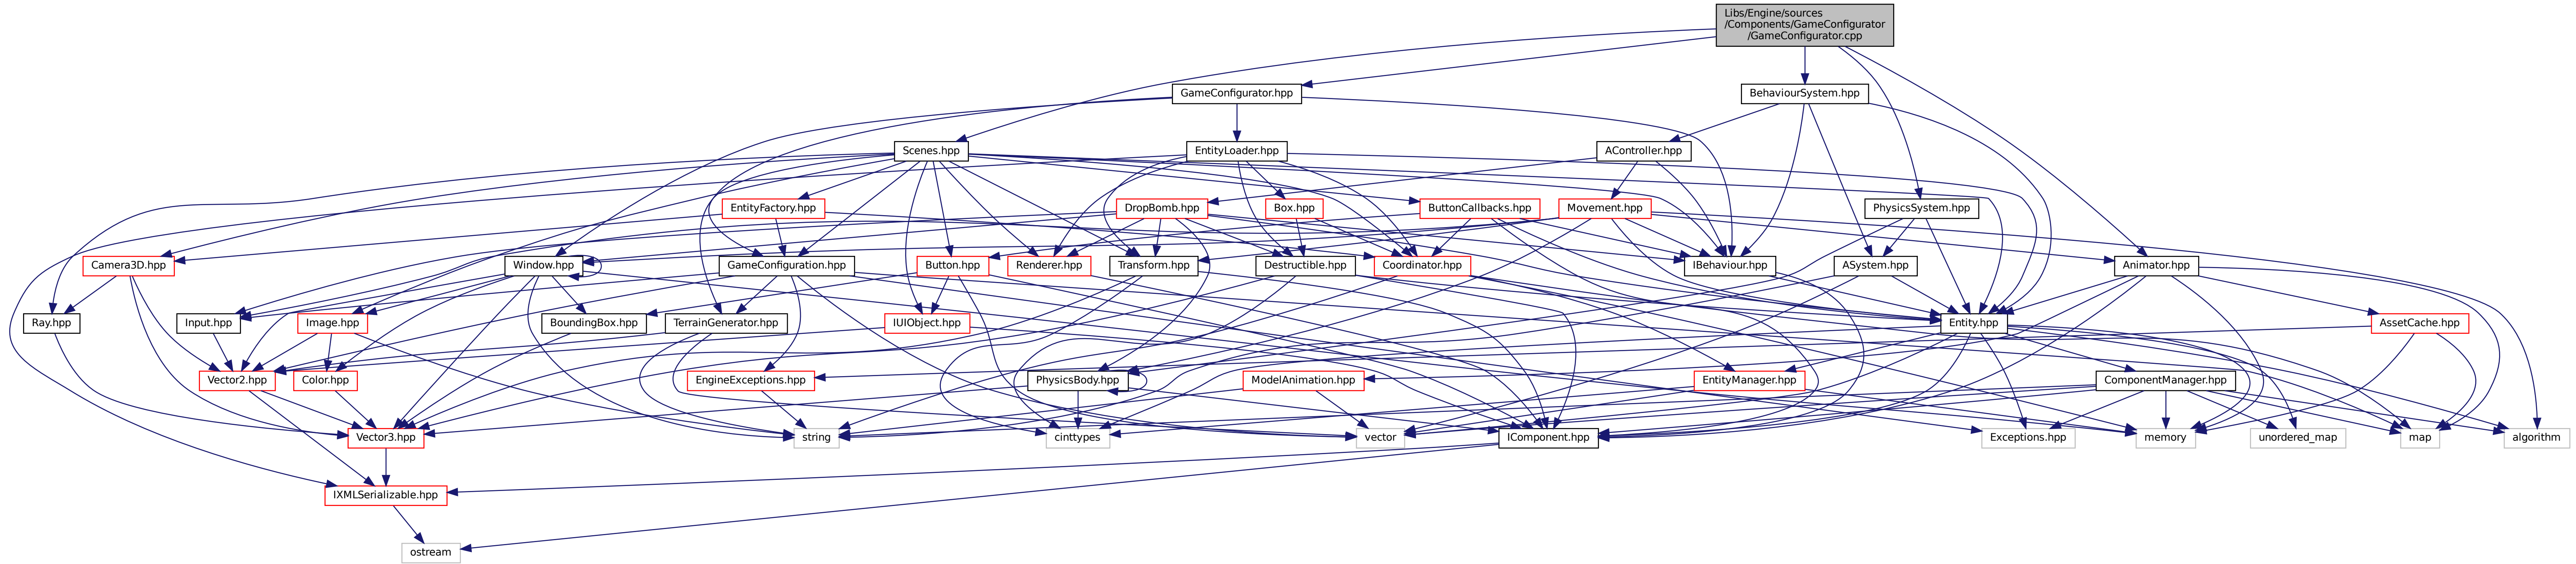 Libs/Engine/sources
/Components/GameConfigurator
/GameConfigurator.cpp
GameConfigurator.hpp
BehaviourSystem.hpp
Scenes.hpp
EntityLoader.hpp
AController.hpp
EntityFactory.hpp
DropBomb.hpp
Box.hpp
ButtonCallbacks.hpp
Movement.hpp
PhysicsSystem.hpp
Camera3D.hpp
Window.hpp
GameConfiguration.hpp
Button.hpp
Renderer.hpp
Transform.hpp
Destructible.hpp
Coordinator.hpp
IBehaviour.hpp
ASystem.hpp
Animator.hpp
Ray.hpp
Input.hpp
Image.hpp
BoundingBox.hpp
TerrainGenerator.hpp
IUIObject.hpp
Entity.hpp
AssetCache.hpp
Vector2.hpp
Color.hpp
EngineExceptions.hpp
PhysicsBody.hpp
ModelAnimation.hpp
EntityManager.hpp
ComponentManager.hpp
Vector3.hpp
string
cinttypes
vector
IComponent.hpp
Exceptions.hpp
memory
unordered_map
map
algorithm
IXMLSerializable.hpp
ostream